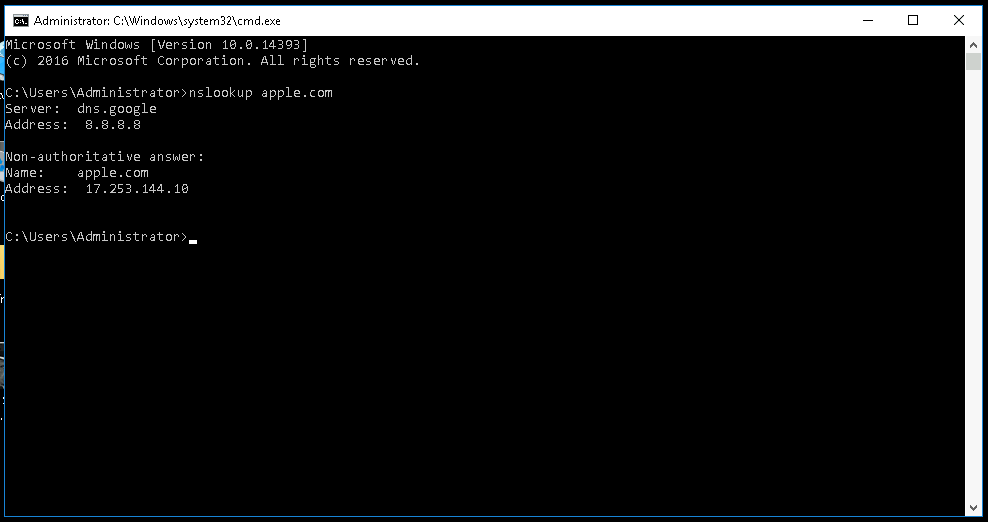 Administrator: C:\Windows\system32\cmd.exe
Microsoft Windows [Version 10.0.14393]
(c) 2016 Microsoft Corporation. All rights reserved.
C:\Users\Administrator>nslookup apple.com
Server:  dns.google
Address:  8.8.8.8
Non-authoritative answer:
Name:    apple.com
Address:  17.253.144.10
C:\Users\Administrator>